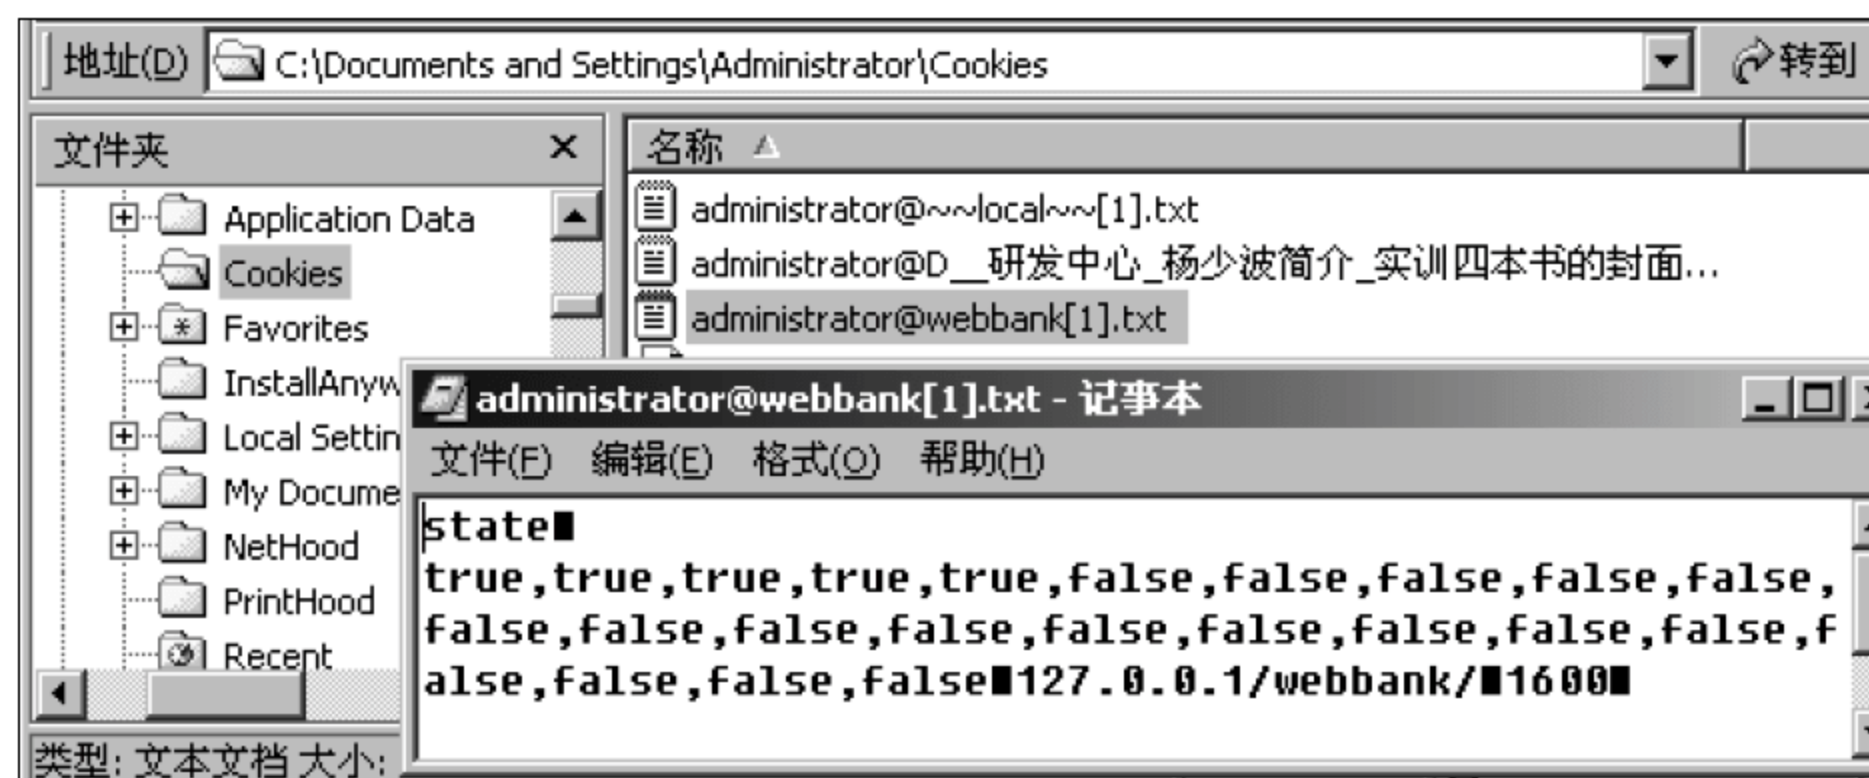 地址(D) C:\Documents and Settings\Administrator\Cookies 转到
文件夹
名称
Application Data
Cookies
Favorites
InstallAnyw
Local Settin
My Docume
NetHood
PrintHood
Recent
administrator@~~local~~[1].txt
administrator@D__研发中心_杨少波简介_实训四本书的封面...
administrator@webbank[1].txt
administrator@webbank[1].txt - 记事本
文件(F) 编辑(E) 格式(O) 帮助(H)
state■
true,true,true,true,true,false,false,false,false,false,
false,false,false,false,false,false,false,false,false,f
alse,false,false,false■127.0.0.1/webbank/■1600■
类型: 文本文档 大小: